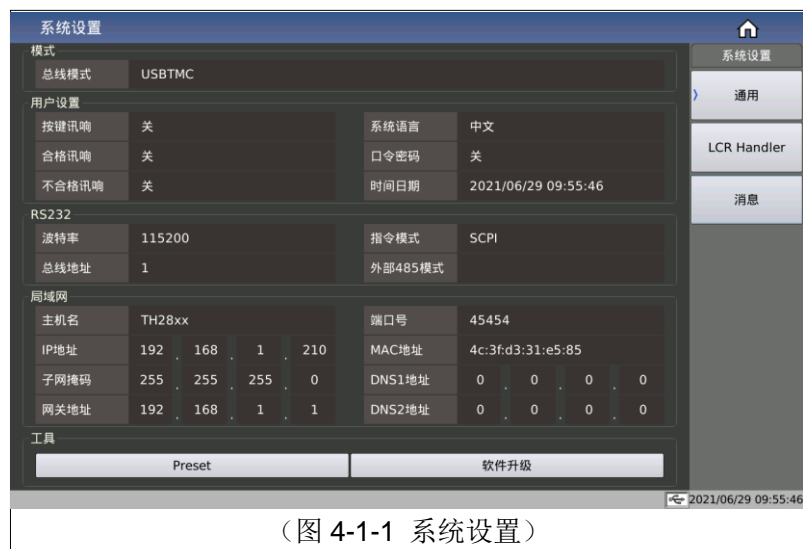 系统设置
系统设置
模式
总线模式 USBTMC
通用
用户设置
按键讯响 关 系统语言 中文
LCR Handler
合格讯响 关 口令密码 关
不合格讯响 关 时间日期 2021/06/29 09:55:46
消息
RS232
波特率 115200 指令模式 SCPI
总线地址 1 外部485模式
局域网
主机名 TH28xx 端口号 45454
IP地址 192 . 168 . 1 . 210 MAC地址 4c:3f:d3:31:e5:85
子网掩码 255 . 255 . 255 . 0 DNS1地址 0 . 0 . 0 . 0
网关地址 192 . 168 . 1 . 1 DNS2地址 0 . 0 . 0 . 0
工具
Preset 软件升级
2021/06/29 09:55:46
（图 4-1-1 系统设置）